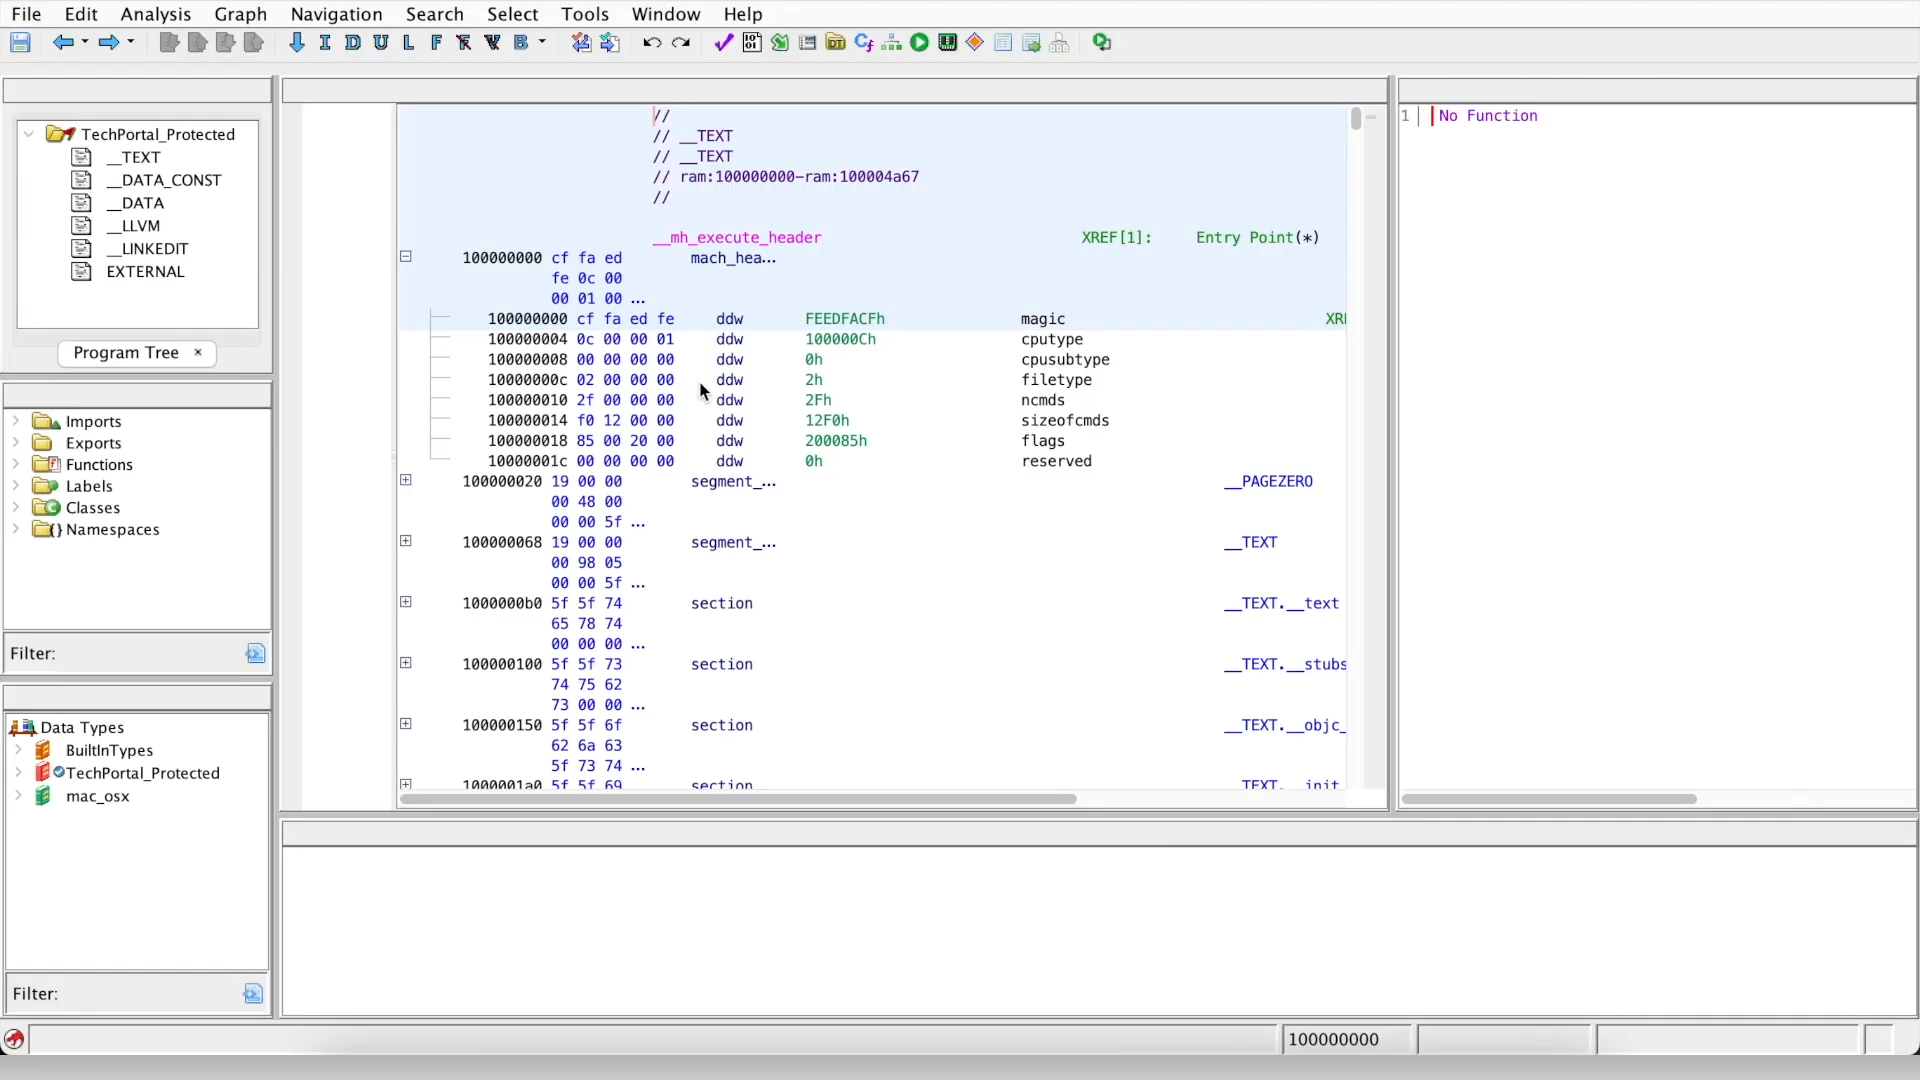 File Edit Analysis Graph Navigation Search Select Tools Window Help
I D U L F B
TechPortal_Protected
__TEXT
__DATA_CONST
__DATA
__LLVM
__LINKEDIT
EXTERNAL
Program Tree ×
Imports
Exports
Functions
Labels
Classes
Namespaces
Filter:
Data Types
BuiltInTypes
TechPortal_Protected
mac_osx
Filter:
//
// __TEXT
// __TEXT
// ram:100000000-ram:100004a67
//
__mh_execute_header XREF[1]: Entry Point(*)
100000000 cf fa ed mach_hea...
fe 0c 00
00 01 00 ...
100000000 cf fa ed fe ddw FEEDFACFh magic
100000004 0c 00 00 01 ddw 100000Ch cputype
100000008 00 00 00 00 ddw 0h cpusubtype
10000000c 02 00 00 00 ddw 2h filetype
100000010 2f 00 00 00 ddw 2Fh ncmds
100000014 f0 12 00 00 ddw 12F0h sizeofcmds
100000018 85 00 20 00 ddw 200085h flags
10000001c 00 00 00 00 ddw 0h reserved
100000020 19 00 00 segment_... __PAGEZERO
00 48 00
00 00 5f ...
100000068 19 00 00 segment_... __TEXT
00 98 05
00 00 5f ...
1000000b0 5f 5f 74 section __TEXT.__text
65 78 74
00 00 00 ...
100000100 5f 5f 73 section __TEXT.__stubs
74 75 62
73 00 00 ...
100000150 5f 5f 6f section __TEXT.__objc_
62 6a 63
5f 73 74 ...
1000001a0 5f 5f 69 section __TEXT.__init
1 No Function
100000000